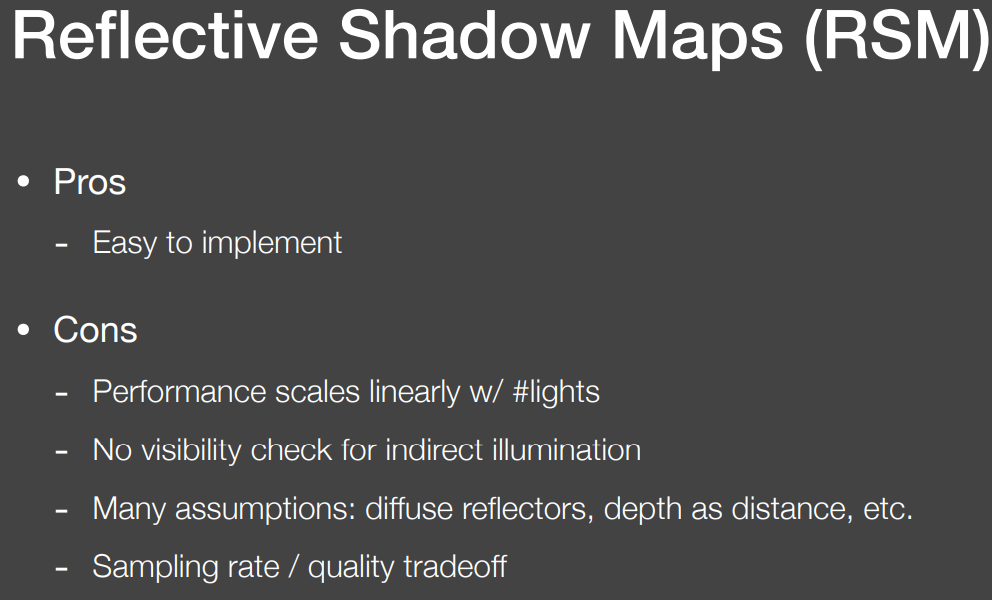 Reflective Shadow Maps (RSM)
• Pros
- Easy to implement
• Cons
- Performance scales linearly w/ #lights
- No visibility check for indirect illumination
- Many assumptions: diffuse reflectors, depth as distance, etc.
- Sampling rate / quality tradeoff